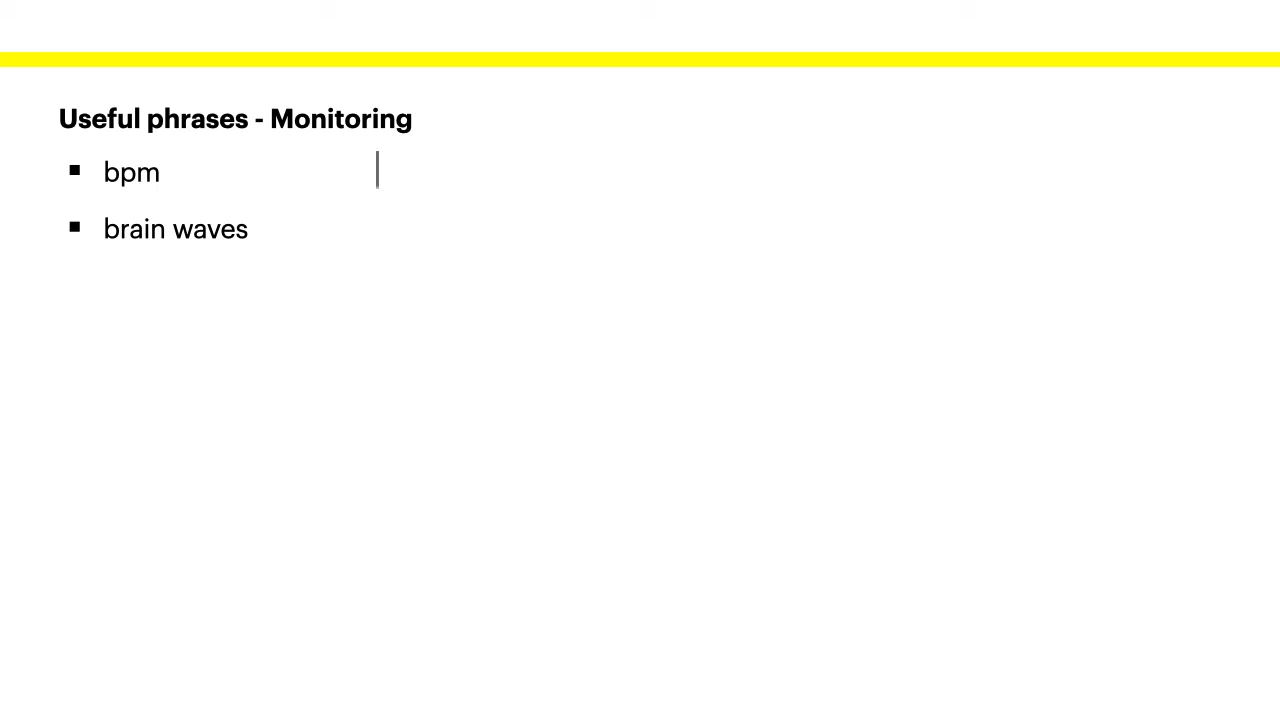 Useful phrases - Monitoring
▪ bpm
▪ brain waves